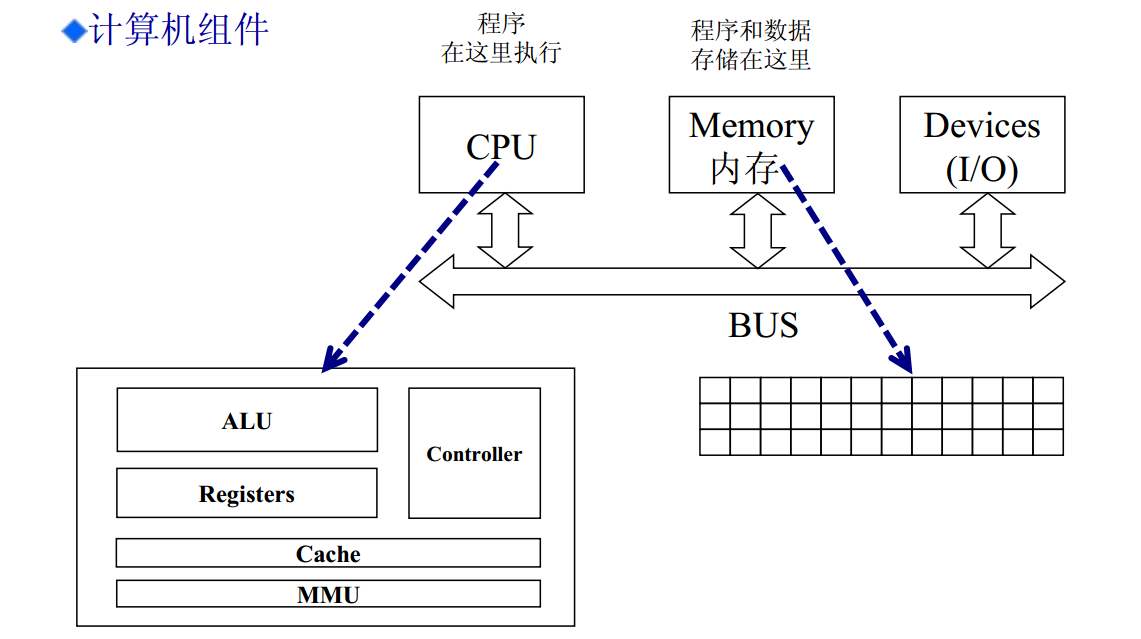 计算机组件
程序
在这里执行
程序和数据
存储在这里
CPU
Memory
内存
Devices
(I/O)
BUS
ALU
Controller
Registers
Cache
MMU